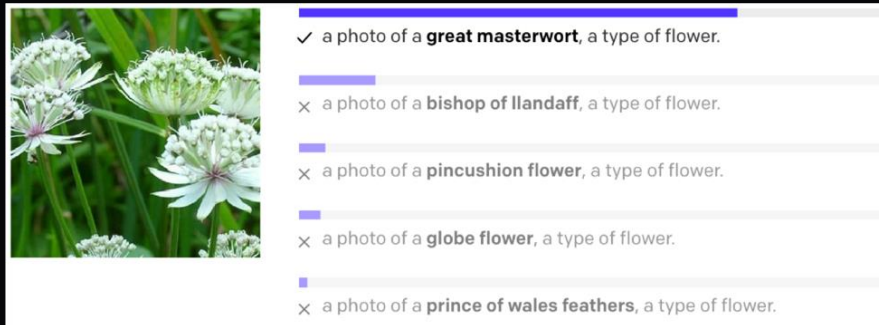 a photo of a great masterwort, a type of flower.
a photo of a bishop of llandaff, a type of flower.
a photo of a pincushion flower, a type of flower.
a photo of a globe flower, a type of flower.
a photo of a prince of wales feathers, a type of flower.